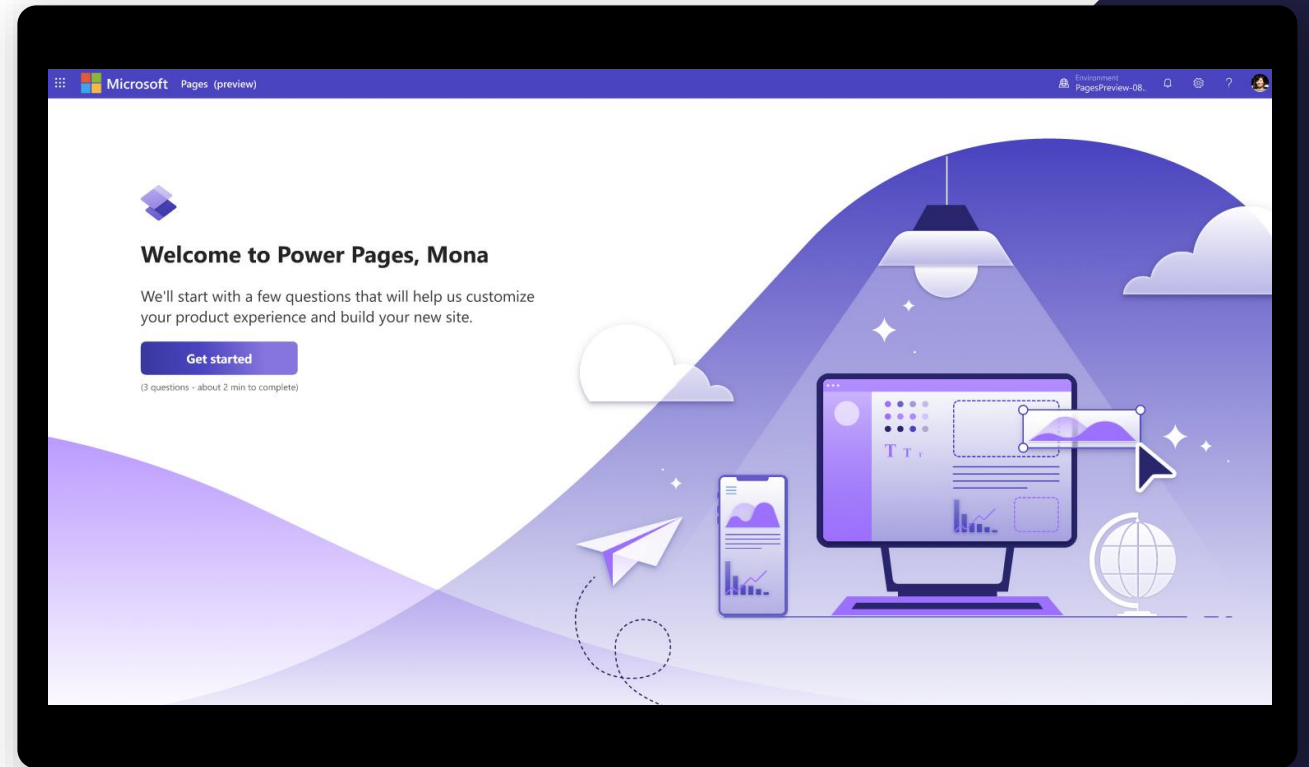 Microsoft Pages (preview)
Environment
PagesPreview-08..
?
Welcome to Power Pages, Mona
We'll start with a few questions that will help us customize
your product experience and build your new site.
Get started
(3 questions - about 2 min to complete)
T T T